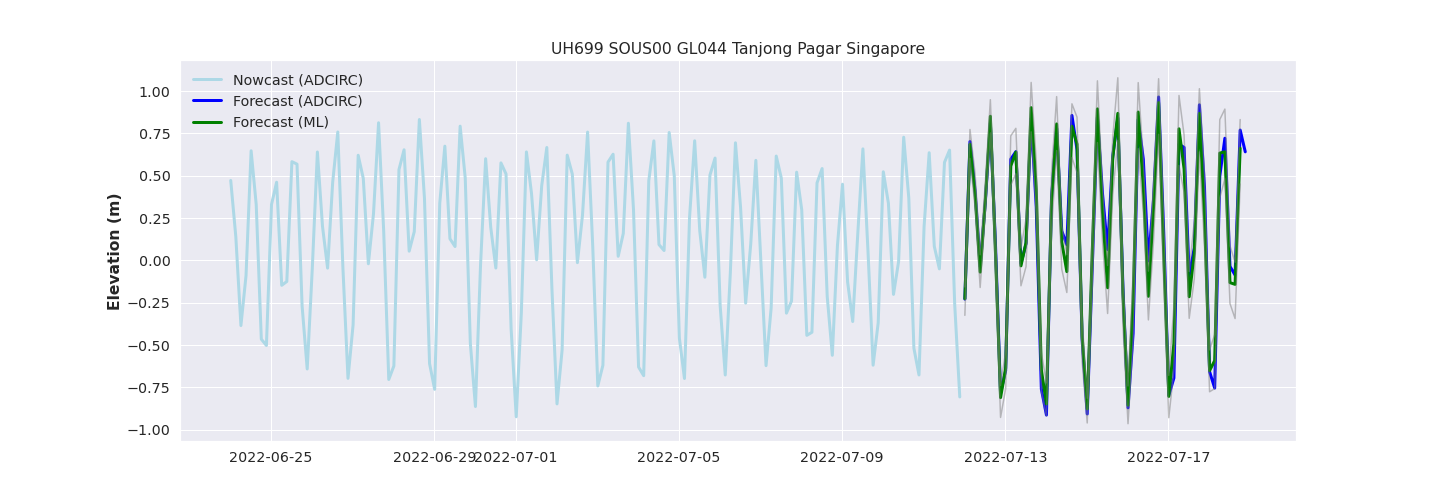 UH699 SOUS00 GL044 Tanjong Pagar Singapore
Nowcast (ADCIRC)
Forecast (ADCIRC)
Forecast (ML)
Elevation (m)
1.00
0.75
0.50
0.25
0.00
−0.25
−0.50
−0.75
−1.00
2022-06-25 2022-06-29 2022-07-01 2022-07-05 2022-07-09 2022-07-13 2022-07-17